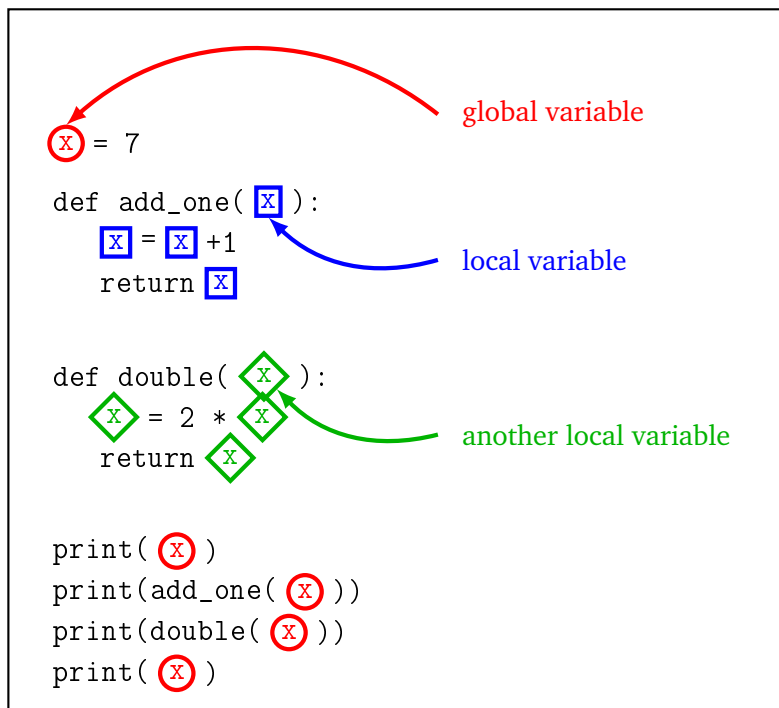 global variable
x = 7
def add_one( x ):
x = x +1
local variable
return x
def double( x ):
x = 2 * x
another local variable
return x
print( x )
print(add_one( x ))
print(double( x ))
print( x )